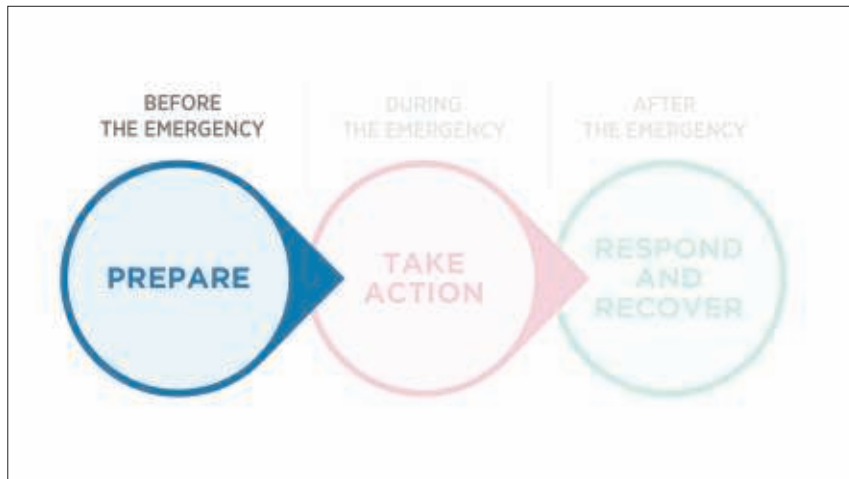 BEFORE
THE EMERGENCY
DURING
THE EMERGENCY
AFTER
THE EMERGENCY
PREPARE
TAKE
ACTION
RESPOND
AND
RECOVER